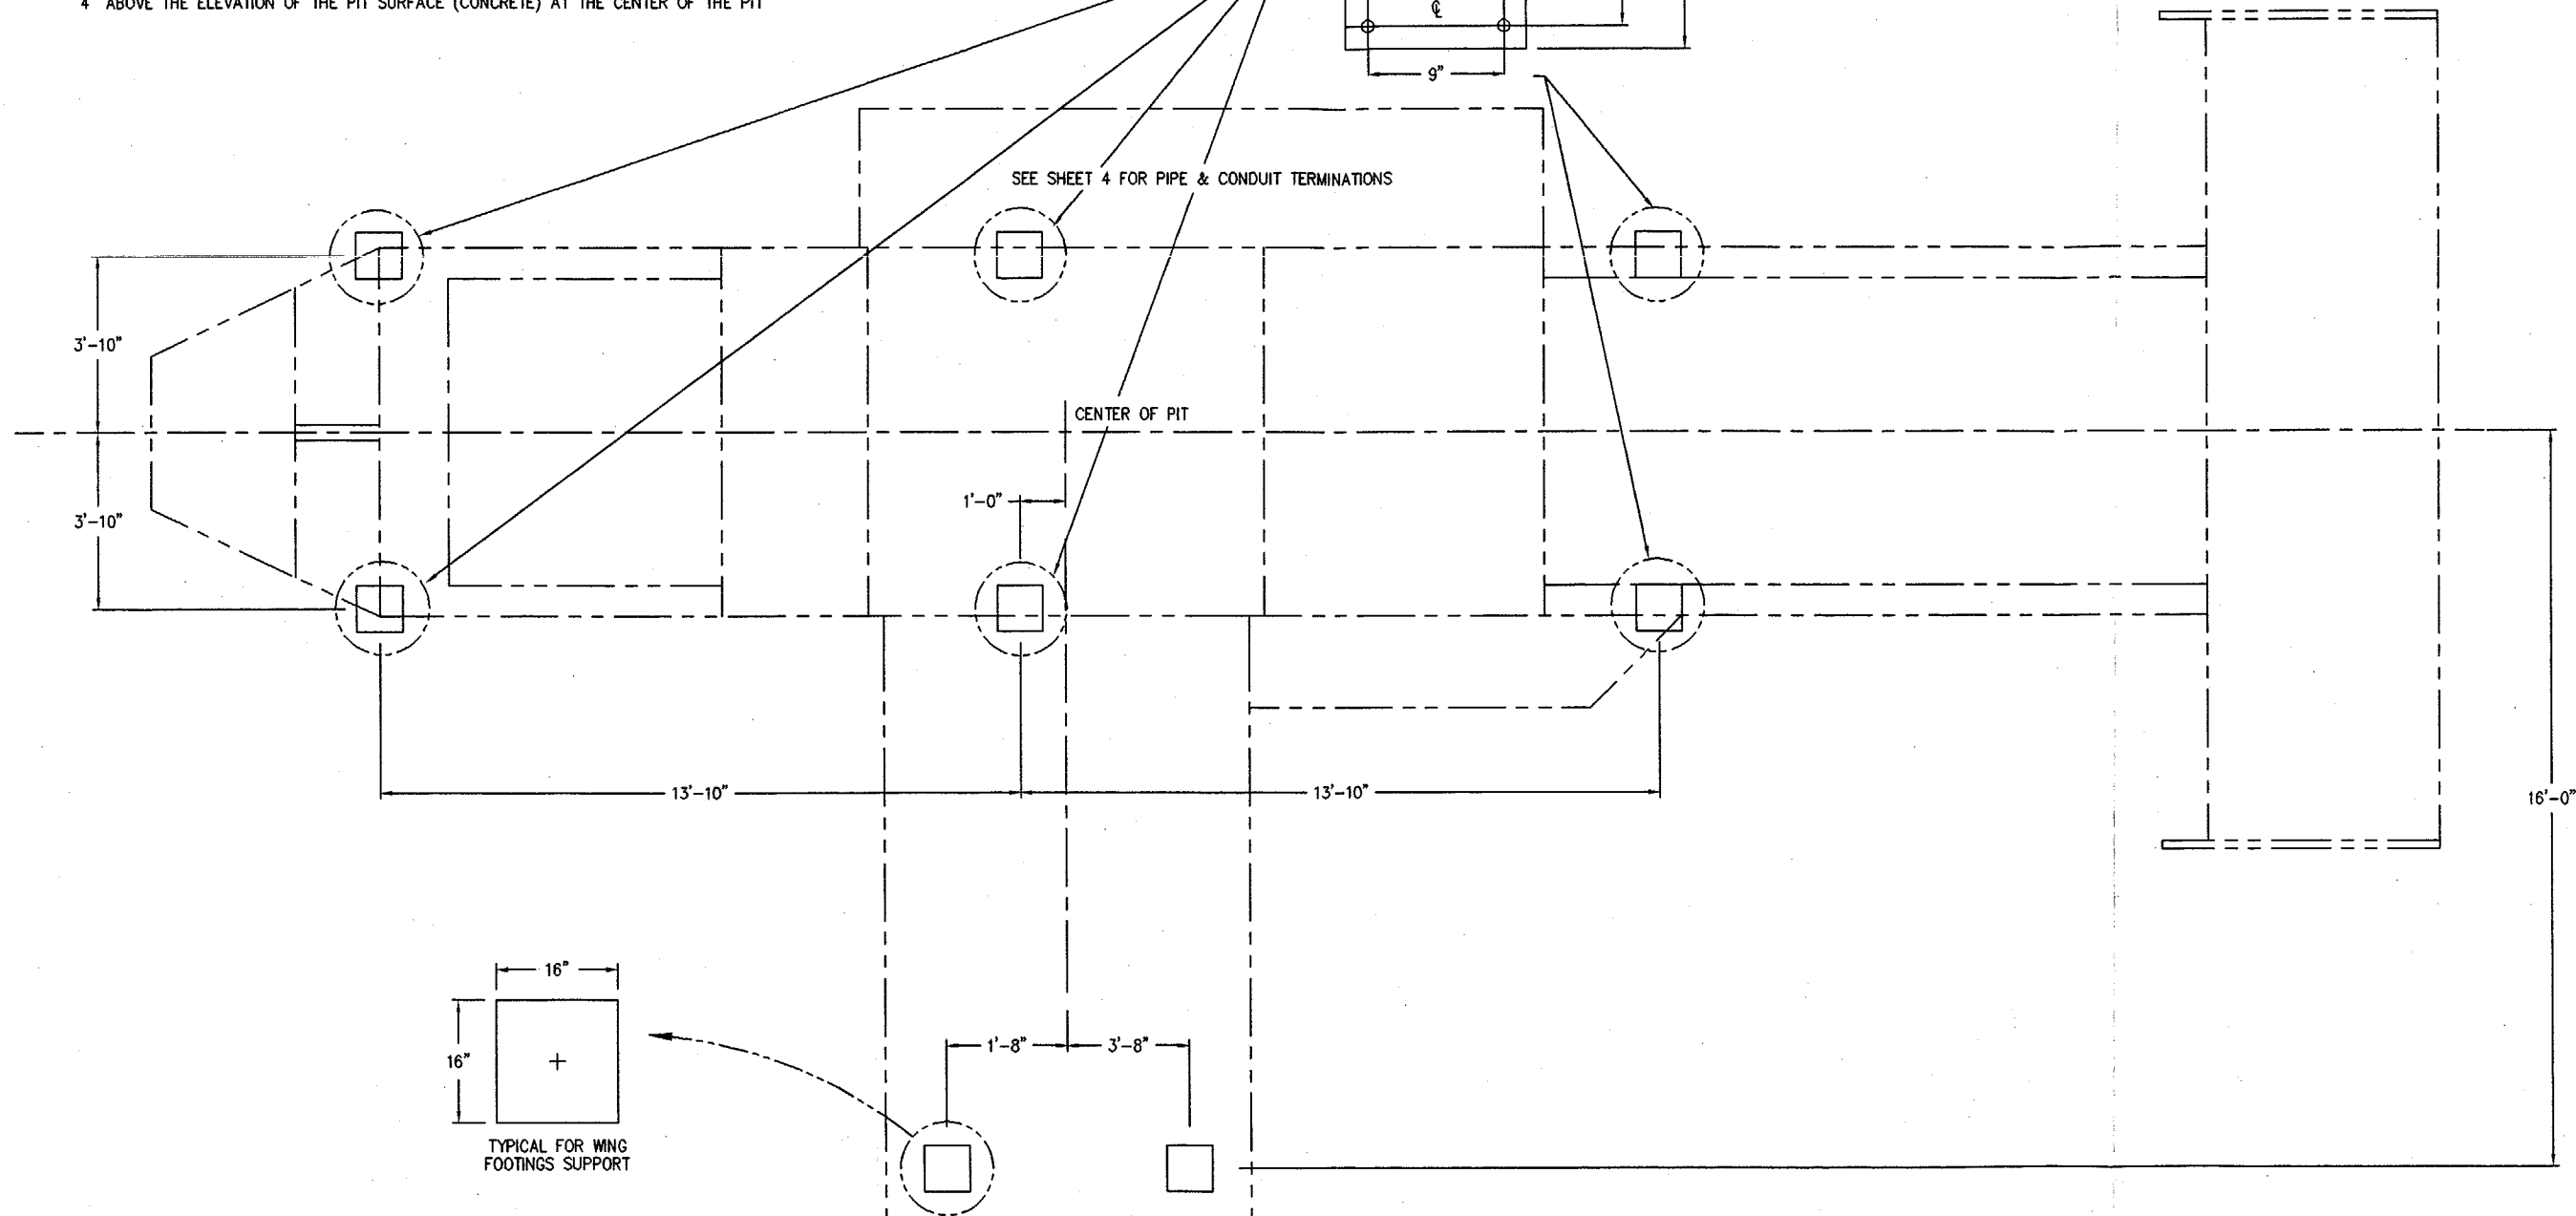 4" ABOVE THE ELEVATION OF THE PIT SURFACE (CONCRETE) AT THE CENTER OF THE PIT
℄
9"
SEE SHEET 4 FOR PIPE & CONDUIT TERMINATIONS
3'-10"
CENTER OF PIT
1'-0"
3'-10"
13'-10"
13'-10"
16'-0"
16"
1'-8"
3'-8"
16"
TYPICAL FOR WING
FOOTINGS SUPPORT